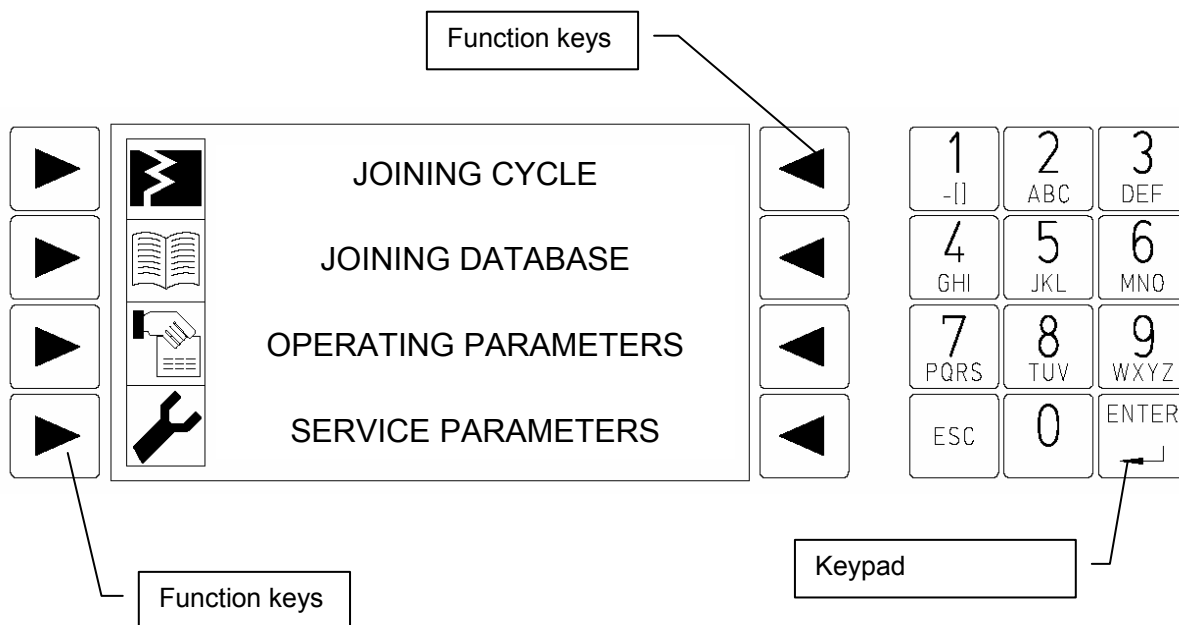 Function keys
JOINING CYCLE
JOINING DATABASE
OPERATING PARAMETERS
SERVICE PARAMETERS
1 2 3
-[] ABC DEF
4 5 6
GHI JKL MNO
7 8 9
PQRS TUV WXYZ
ESC 0 ENTER
Function keys
Keypad